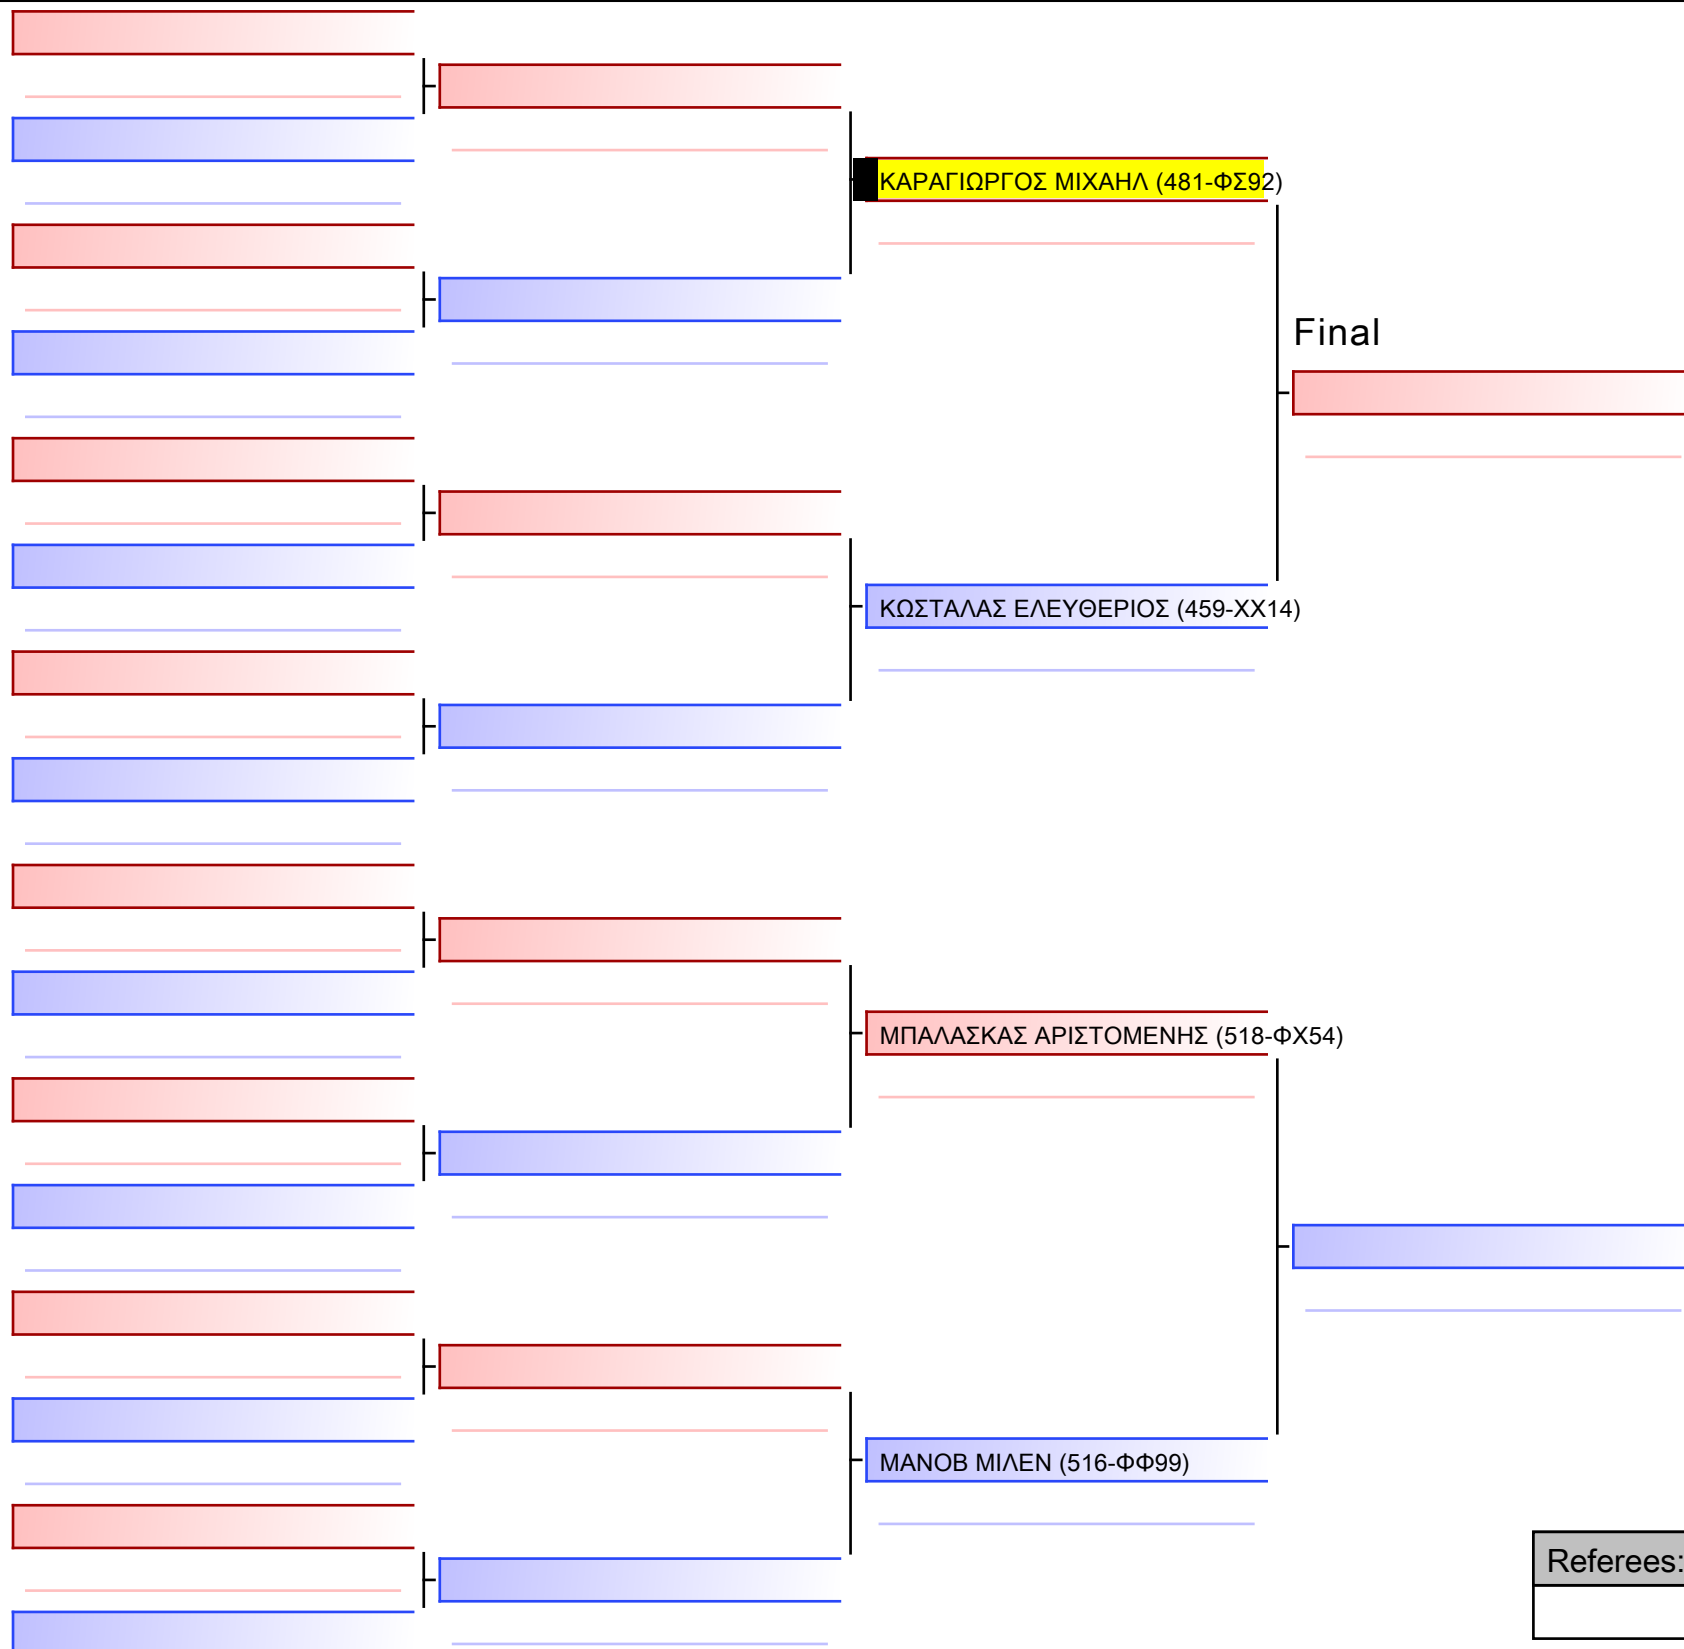 ΚΑΡΑΓΙΩΡΓΟΣ ΜΙΧΑΗΛ (481-ΦΣ92)
Final
ΚΩΣΤΑΛΑΣ ΕΛΕΥΘΕΡΙΟΣ (459-ΧΧ14)
ΜΠΑΛΑΣΚΑΣ ΑΡΙΣΤΟΜΕΝΗΣ (518-ΦΧ54)
ΜΑΝΟΒ ΜΙΛΕΝ (516-ΦΦ99)
Referees: